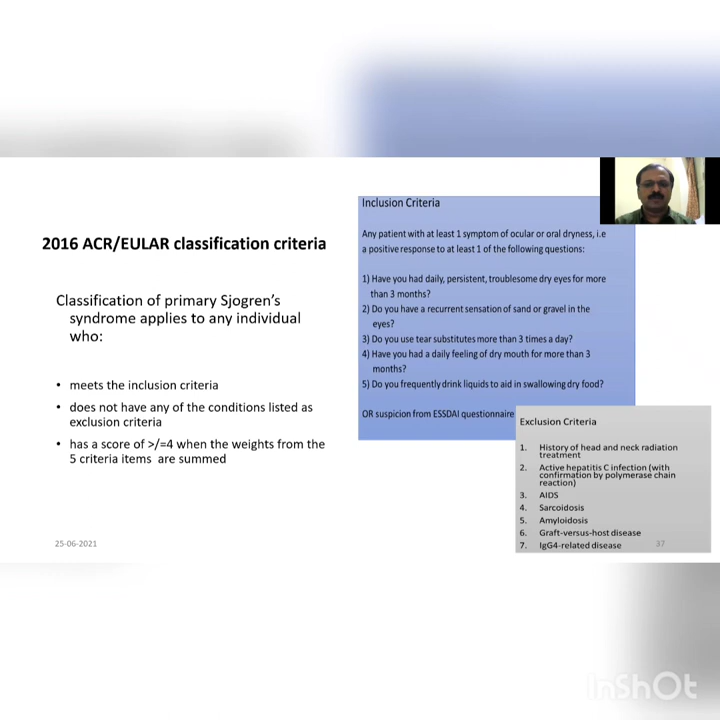 2016 ACR/EULAR classification criteria
Classification of primary Sjogren's
syndrome applies to any individual
who:
• meets the inclusion criteria
• does not have any of the conditions listed as
exclusion criteria
• has a score of >/=4 when the weights from the
5 criteria items are summed
25-06-2021
Inclusion Criteria
Any patient with at least 1 symptom of ocular or oral dryness, i.e
a positive response to at least 1 of the following questions:
1) Have you had daily, persistent, troublesome dry eyes for more
than 3 months?
2) Do you have a recurrent sensation of sand or gravel in the
eyes?
3) Do you use tear substitutes more than 3 times a day?
4) Have you had a daily feeling of dry mouth for more than 3
months?
5) Do you frequently drink liquids to aid in swallowing dry food?
OR suspicion from ESSDAI questionnaire
Exclusion Criteria
1. History of head and neck radiation
treatment
2. Active hepatitis C infection (with
confirmation by polymerase chain
reaction)
3. AIDS
4. Sarcoidosis
5. Amyloidosis
6. Graft-versus-host disease
7. IgG4-related disease
37
InShOt